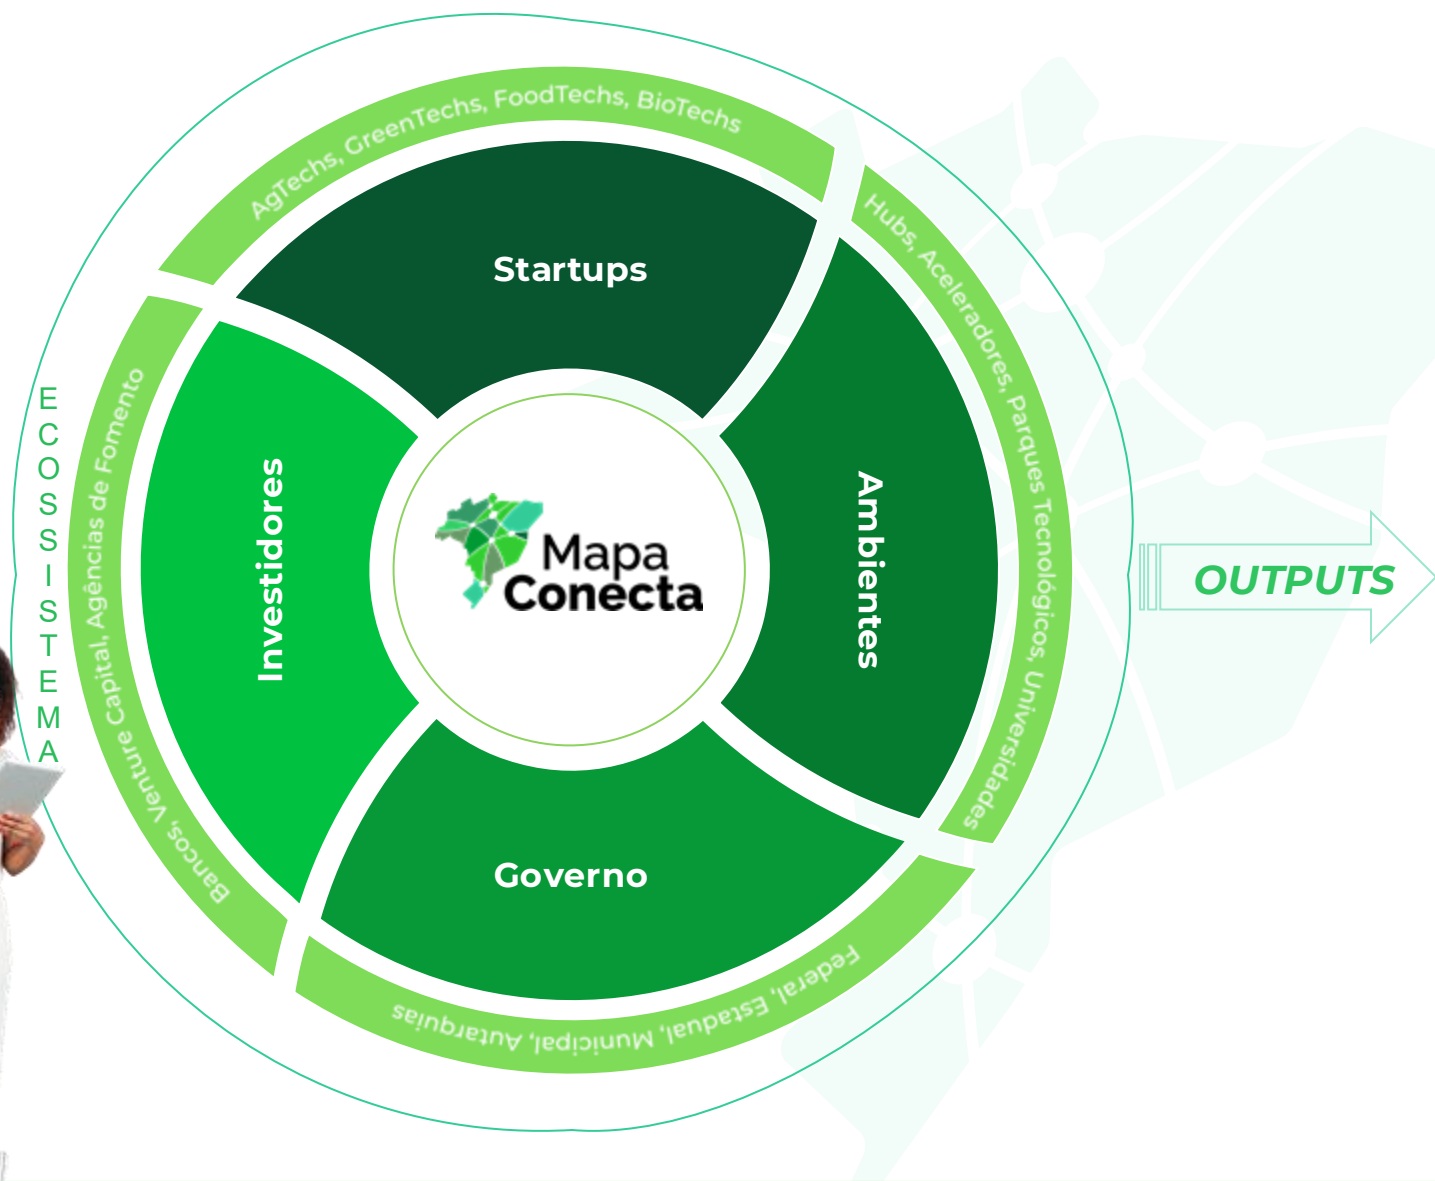 AgTechs, GreenTechs, FoodTechs, BioTechs
Startups
Hubs, Aceleradores, Parques Tecnológicos, Universidades
Ambientes
Federal, Estadual, Municipal, Autarquias
Governo
Bancos, Venture Capital, Agências de Fomento
Investidores
ECOSSISTEMA
Mapa
Conecta
OUTPUTS